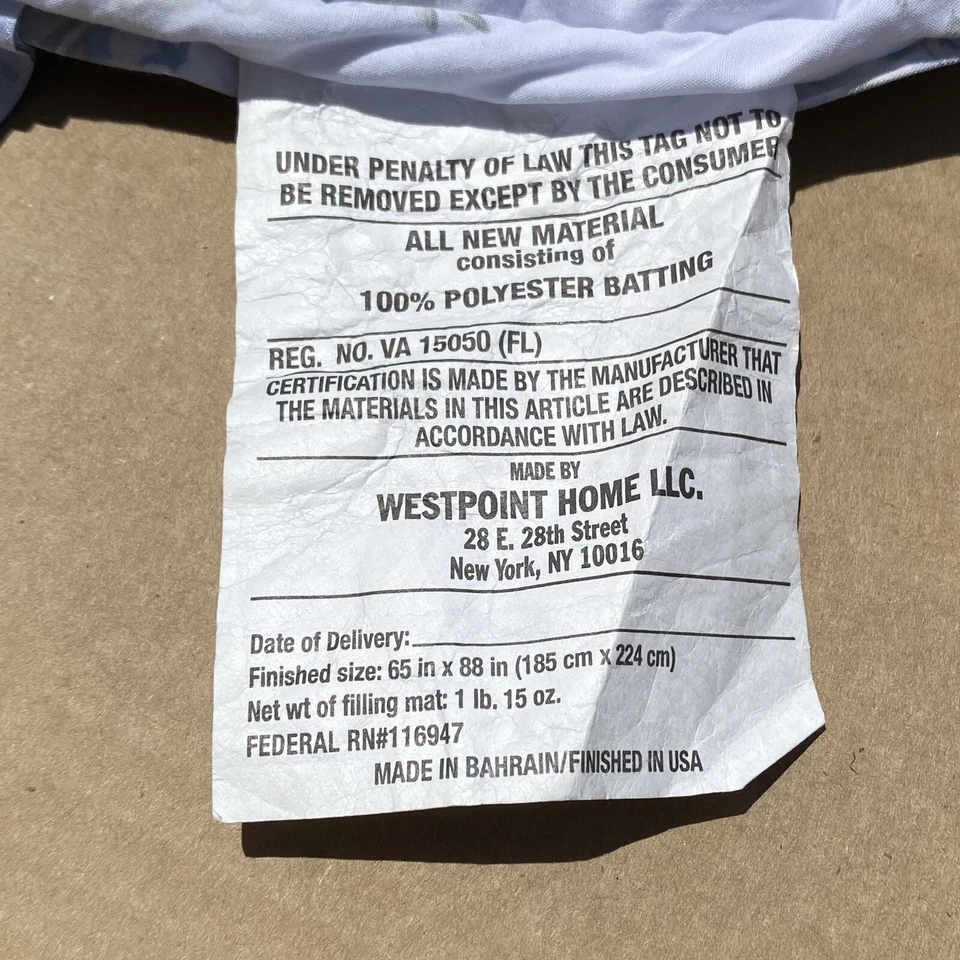 UNDER PENALTY OF LAW THIS TAG NOT TO
BE REMOVED EXCEPT BY THE CONSUMER
ALL NEW MATERIAL
consisting of
100% POLYESTER BATTING
REG. NO. VA 15050 (FL)
CERTIFICATION IS MADE BY THE MANUFACTURER THAT
THE MATERIALS IN THIS ARTICLE ARE DESCRIBED IN
ACCORDANCE WITH LAW.
MADE BY
WESTPOINT HOME LLC.
28 E. 28th Street
New York, NY 10016
Date of Delivery:
Finished size: 65 in x 88 in (185 cm x 224 cm)
Net wt of filling mat: 1 lb. 15 oz.
FEDERAL RN#116947
MADE IN BAHRAIN/FINISHED IN USA